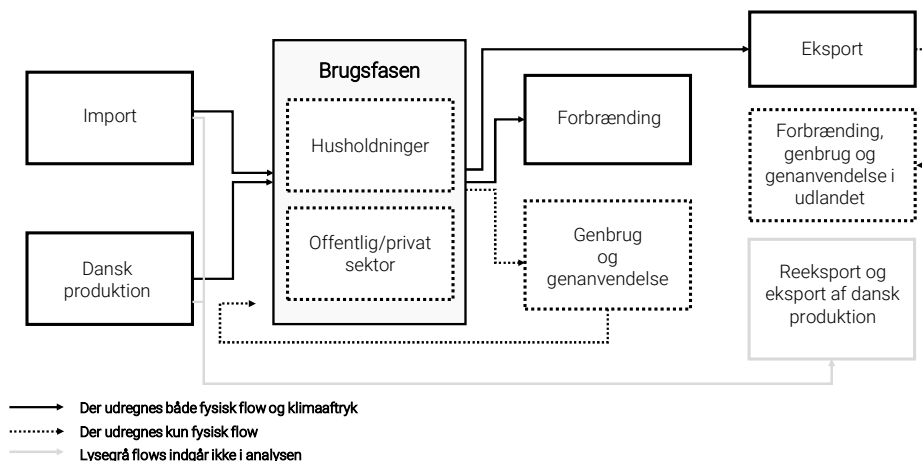 Import
Dansk
produktion
Brugsfasen
Husholdninger
Offentlig/privat
sektor
Forbrænding
Genbrug
og
genanvendelse
Eksport
Forbrænding,
genbrug og
genanvendelse i
udlandet
Reeksport og
eksport af dansk
produktion
Der udregnes både fysisk flow og klimaaftryk
Der udregnes kun fysisk flow
Lysegrå flows indgår ikke i analysen